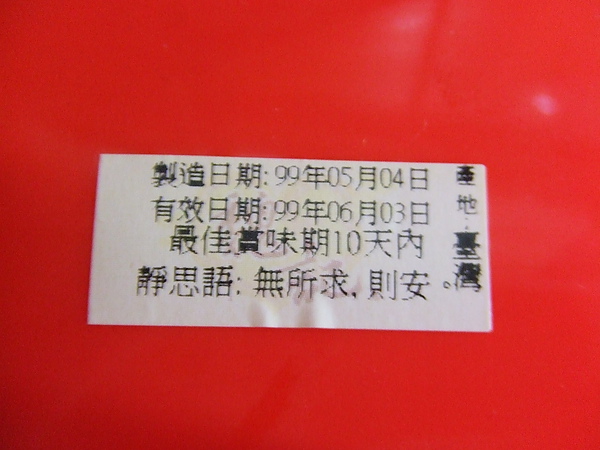 製造日期: 99年05月04日
有效日期: 99年06月03日
最佳賞味期10天內
靜思語: 無所求, 則安。
產地: 臺灣